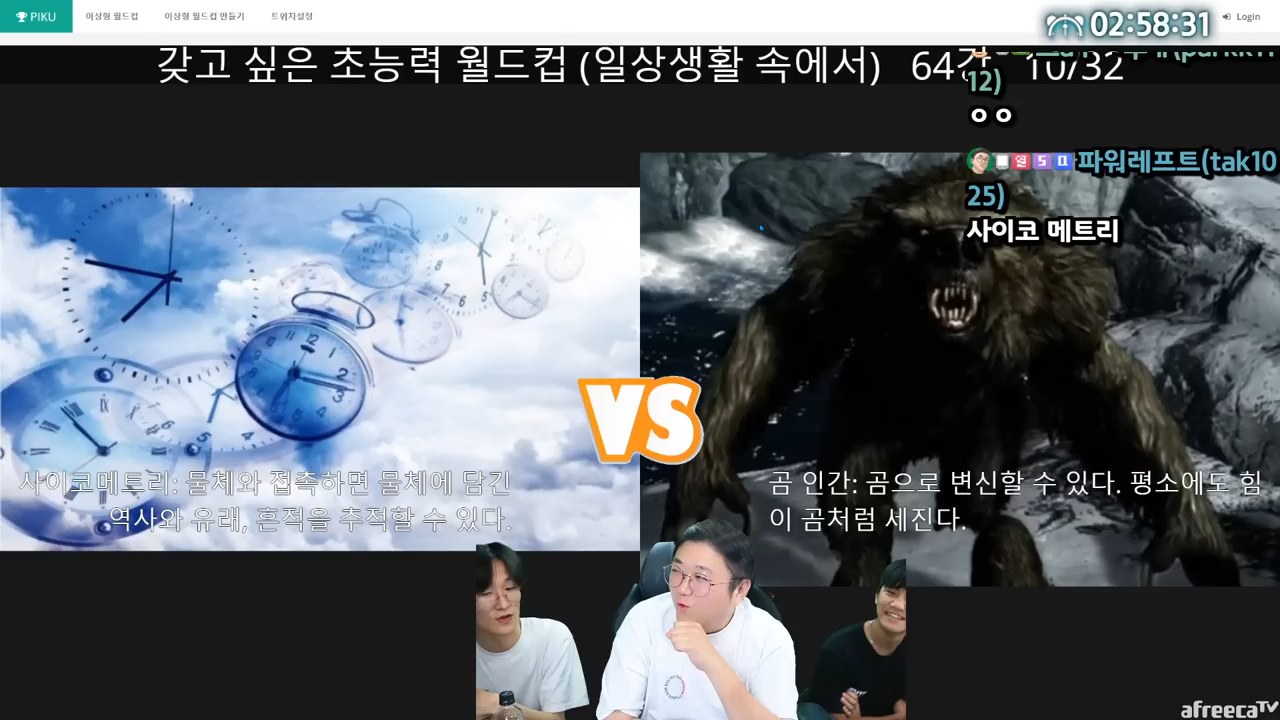 PIKU
이상형 월드컵
이상형 월드컵 만들기
트위치설정
02:58:31
Login
갖고 싶은 초능력 월드컵 (일상생활 속에서) 64강 10/32
12)
ㅇㅇ
열
파워레프트(tak10
25)
사이코 메트리
VS
사이코메트리: 물체와 접촉하면 물체에 담긴
역사와 유래, 흔적을 추적할 수 있다.
곰 인간: 곰으로 변신할 수 있다. 평소에도 힘
이 곰처럼 세진다.
afreecaTV